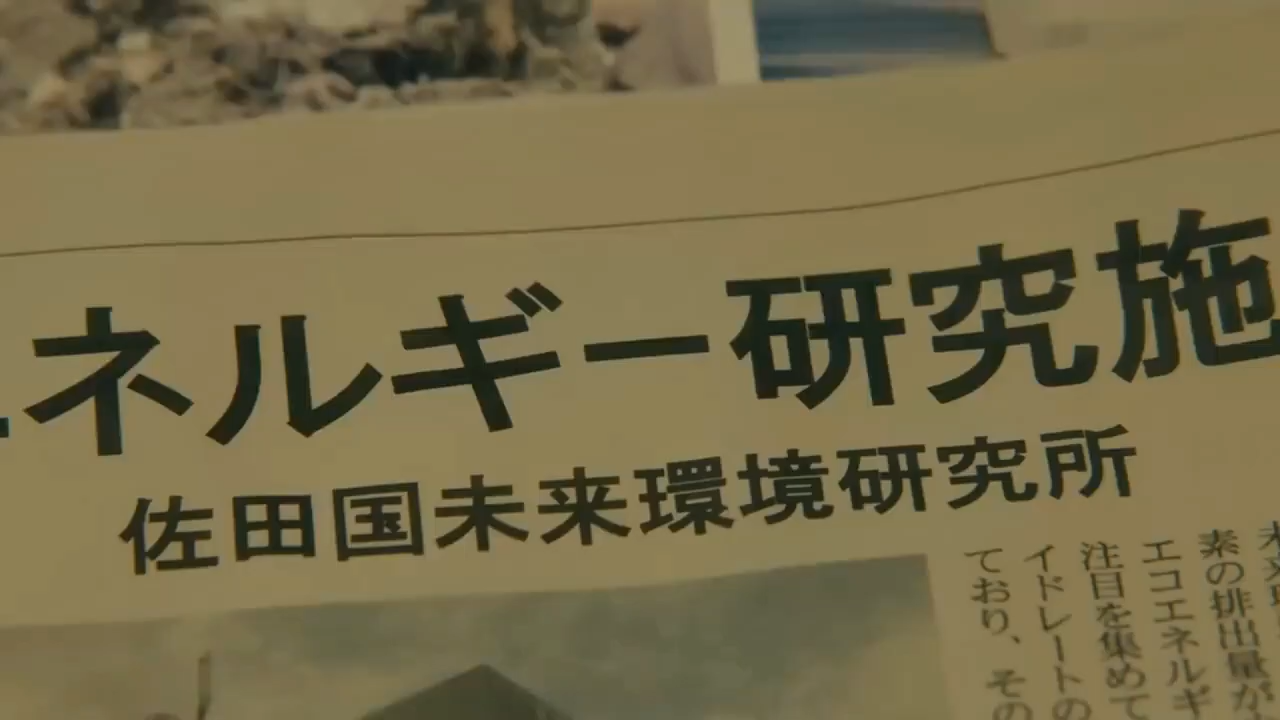 エネルギー研究施
佐田国未来環境研究所
素の排出量が
エコエネルギ
注目を集めて
イドレートの
ており、その